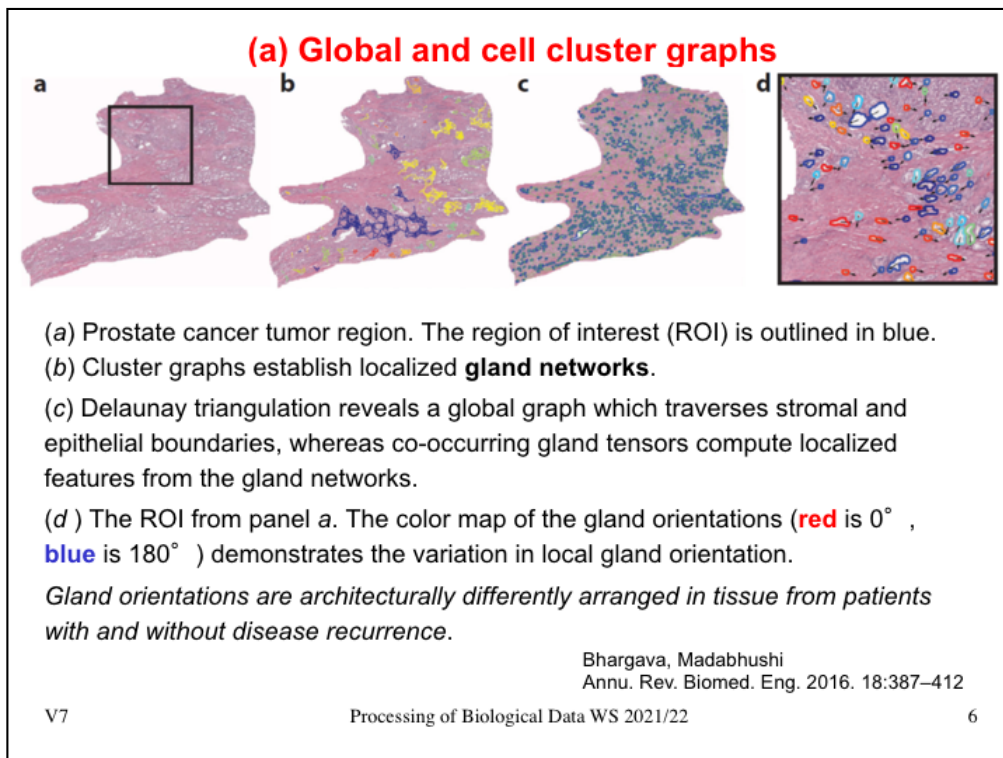 (a) Global and cell cluster graphs
a b c d
(a) Prostate cancer tumor region. The region of interest (ROI) is outlined in blue.
(b) Cluster graphs establish localized gland networks.
(c) Delaunay triangulation reveals a global graph which traverses stromal and
epithelial boundaries, whereas co-occurring gland tensors compute localized
features from the gland networks.
(d ) The ROI from panel a. The color map of the gland orientations (red is 0° ,
blue is 180° ) demonstrates the variation in local gland orientation.
Gland orientations are architecturally differently arranged in tissue from patients
with and without disease recurrence.
Bhargava, Madabhushi
Annu. Rev. Biomed. Eng. 2016. 18:387–412
V7 Processing of Biological Data WS 2021/22 6